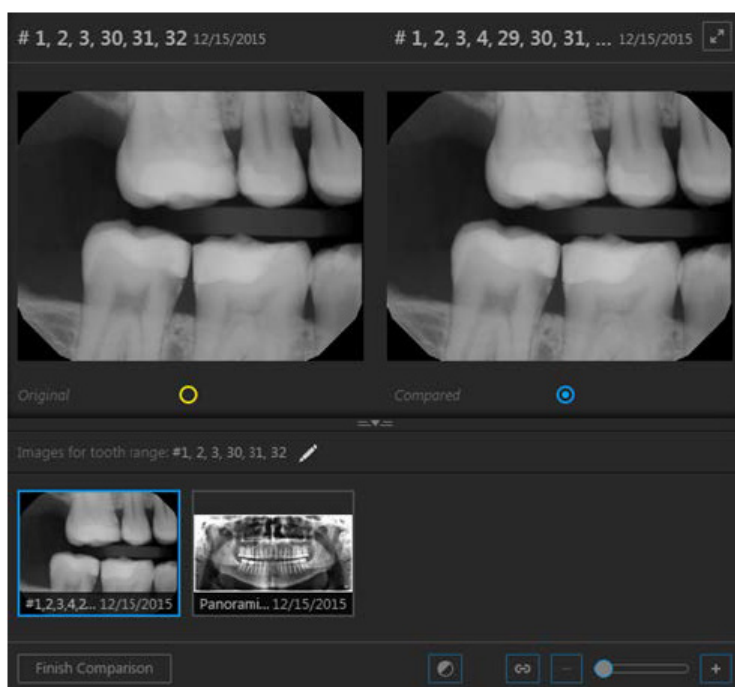 # 1, 2, 3, 30, 31, 32 12/15/2015
# 1, 2, 3, 4, 29, 30, 31, ... 12/15/2015
Original
Compared
Images for tooth range: #1, 2, 3, 30, 31, 32
#1,2,3,4,2... 12/15/2015
Panorami... 12/15/2015
Finish Comparison